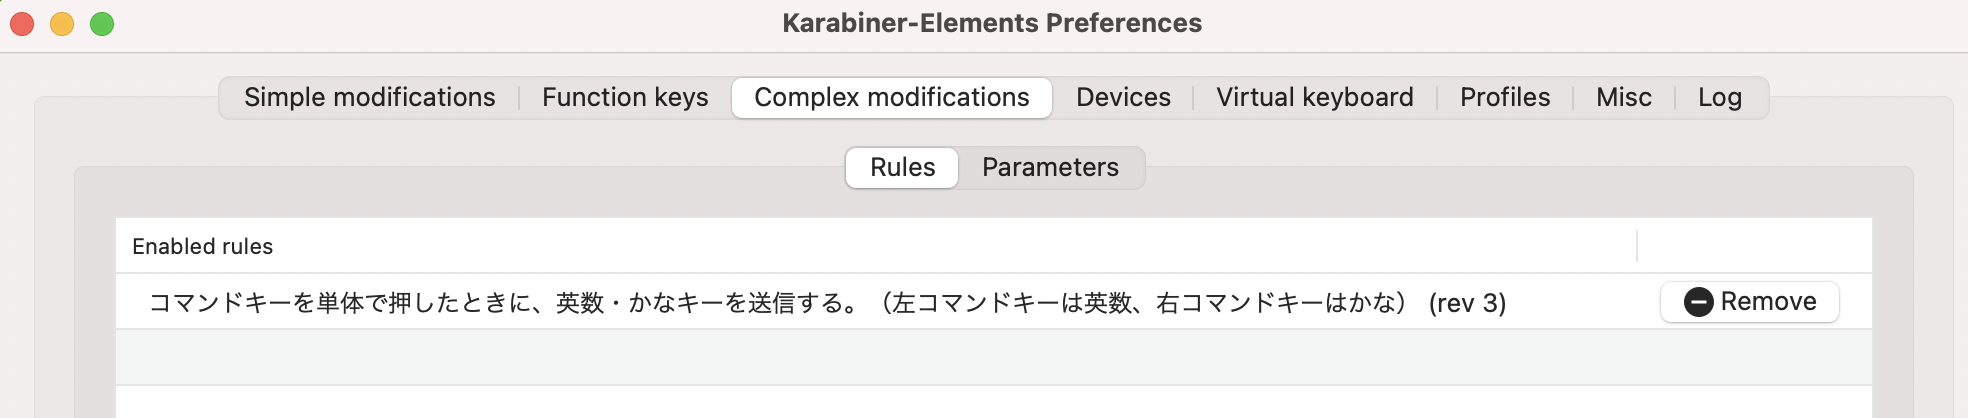 Karabiner-Elements Preferences
Simple modifications Function keys Complex modifications Devices Virtual keyboard Profiles Misc Log
Rules Parameters
Enabled rules
コマンドキーを単体で押したときに、英数・かなキーを送信する。（左コマンドキーは英数、右コマンドキーはかな） (rev 3) Remove